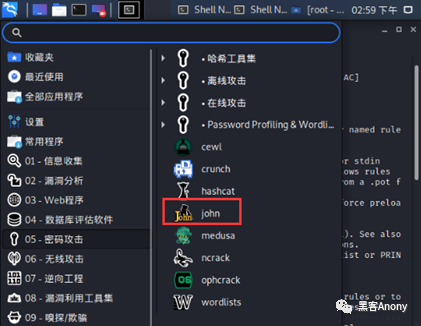 Shell N...
Shell N...
[root - ...
02:59 下午
收藏夹
最近使用
全部应用程序
设置
常用程序
01 - 信息收集
02 - 漏洞分析
03 - Web程序
04 - 数据库评估软件
05 - 密码攻击
06 - 无线攻击
07 - 逆向工程
08 - 漏洞利用工具集
09 - 嗅探/欺骗
• 哈希工具集
• 离线攻击
• 在线攻击
• Password Profiling & Wordli...
cewl
crunch
hashcat
john
medusa
ncrack
ophcrack
wordlists
AC]
named rule
or stdin
ows rules
om a .pot f
force preloa
]. See also
ons.
list or PRIN
rules or to
黑客Anony